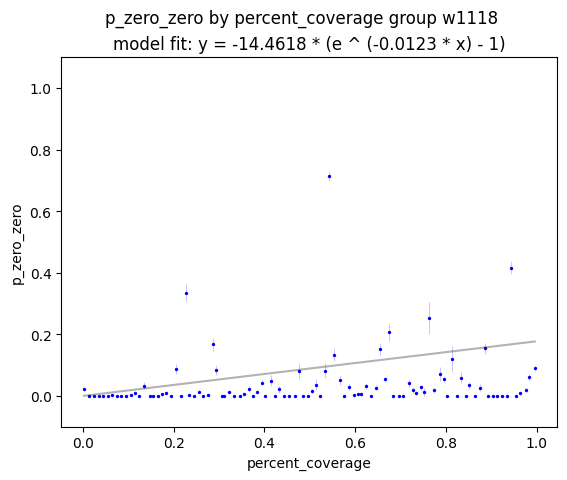 p_zero_zero by percent_coverage group w1118
model fit: y = -14.4618 * (e ^ (-0.0123 * x) - 1)
1.0
0.8
0.6
0.4
0.2
0.0
p_zero_zero
0.0 0.2 0.4 0.6 0.8 1.0
percent_coverage